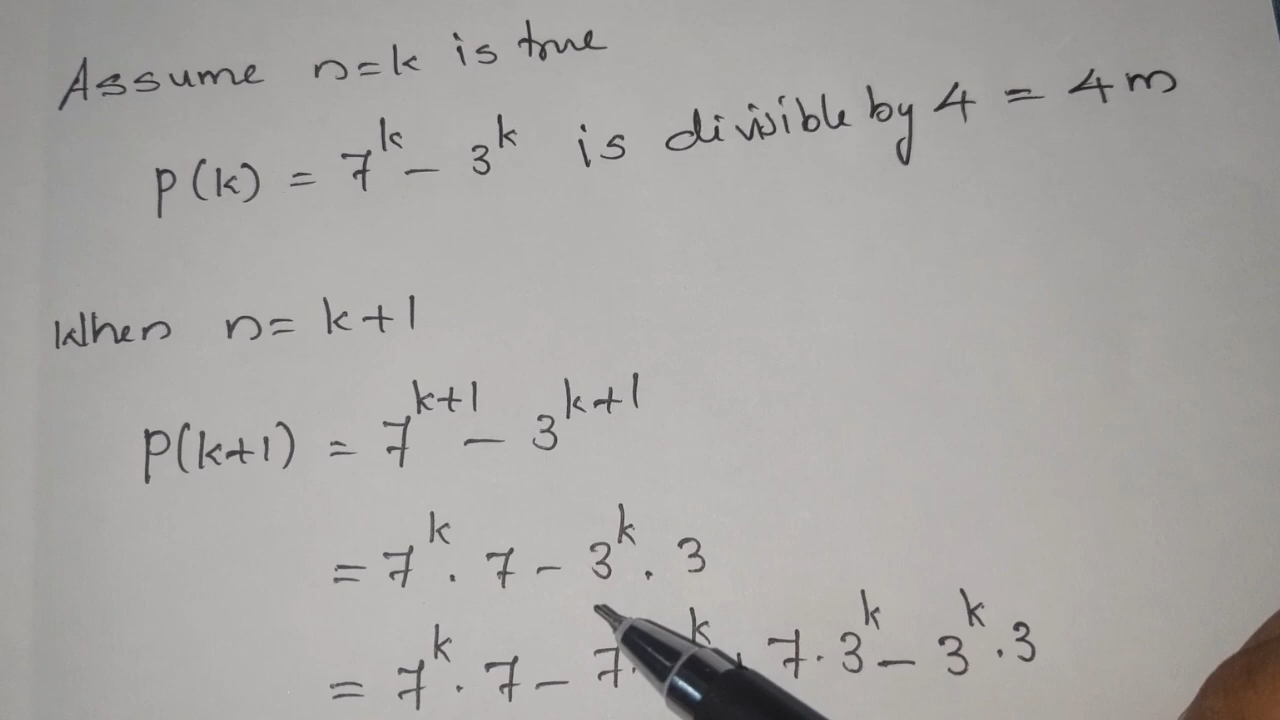 Assume n=k is true
P(k) = 7^k - 3^k is divisible by 4 = 4m
When n= k+1
P(k+1) = 7^(k+1) - 3^(k+1)
= 7^k . 7 - 3^k . 3
= 7^k . 7 - 7. ^k 7.3^k - 3^k .3